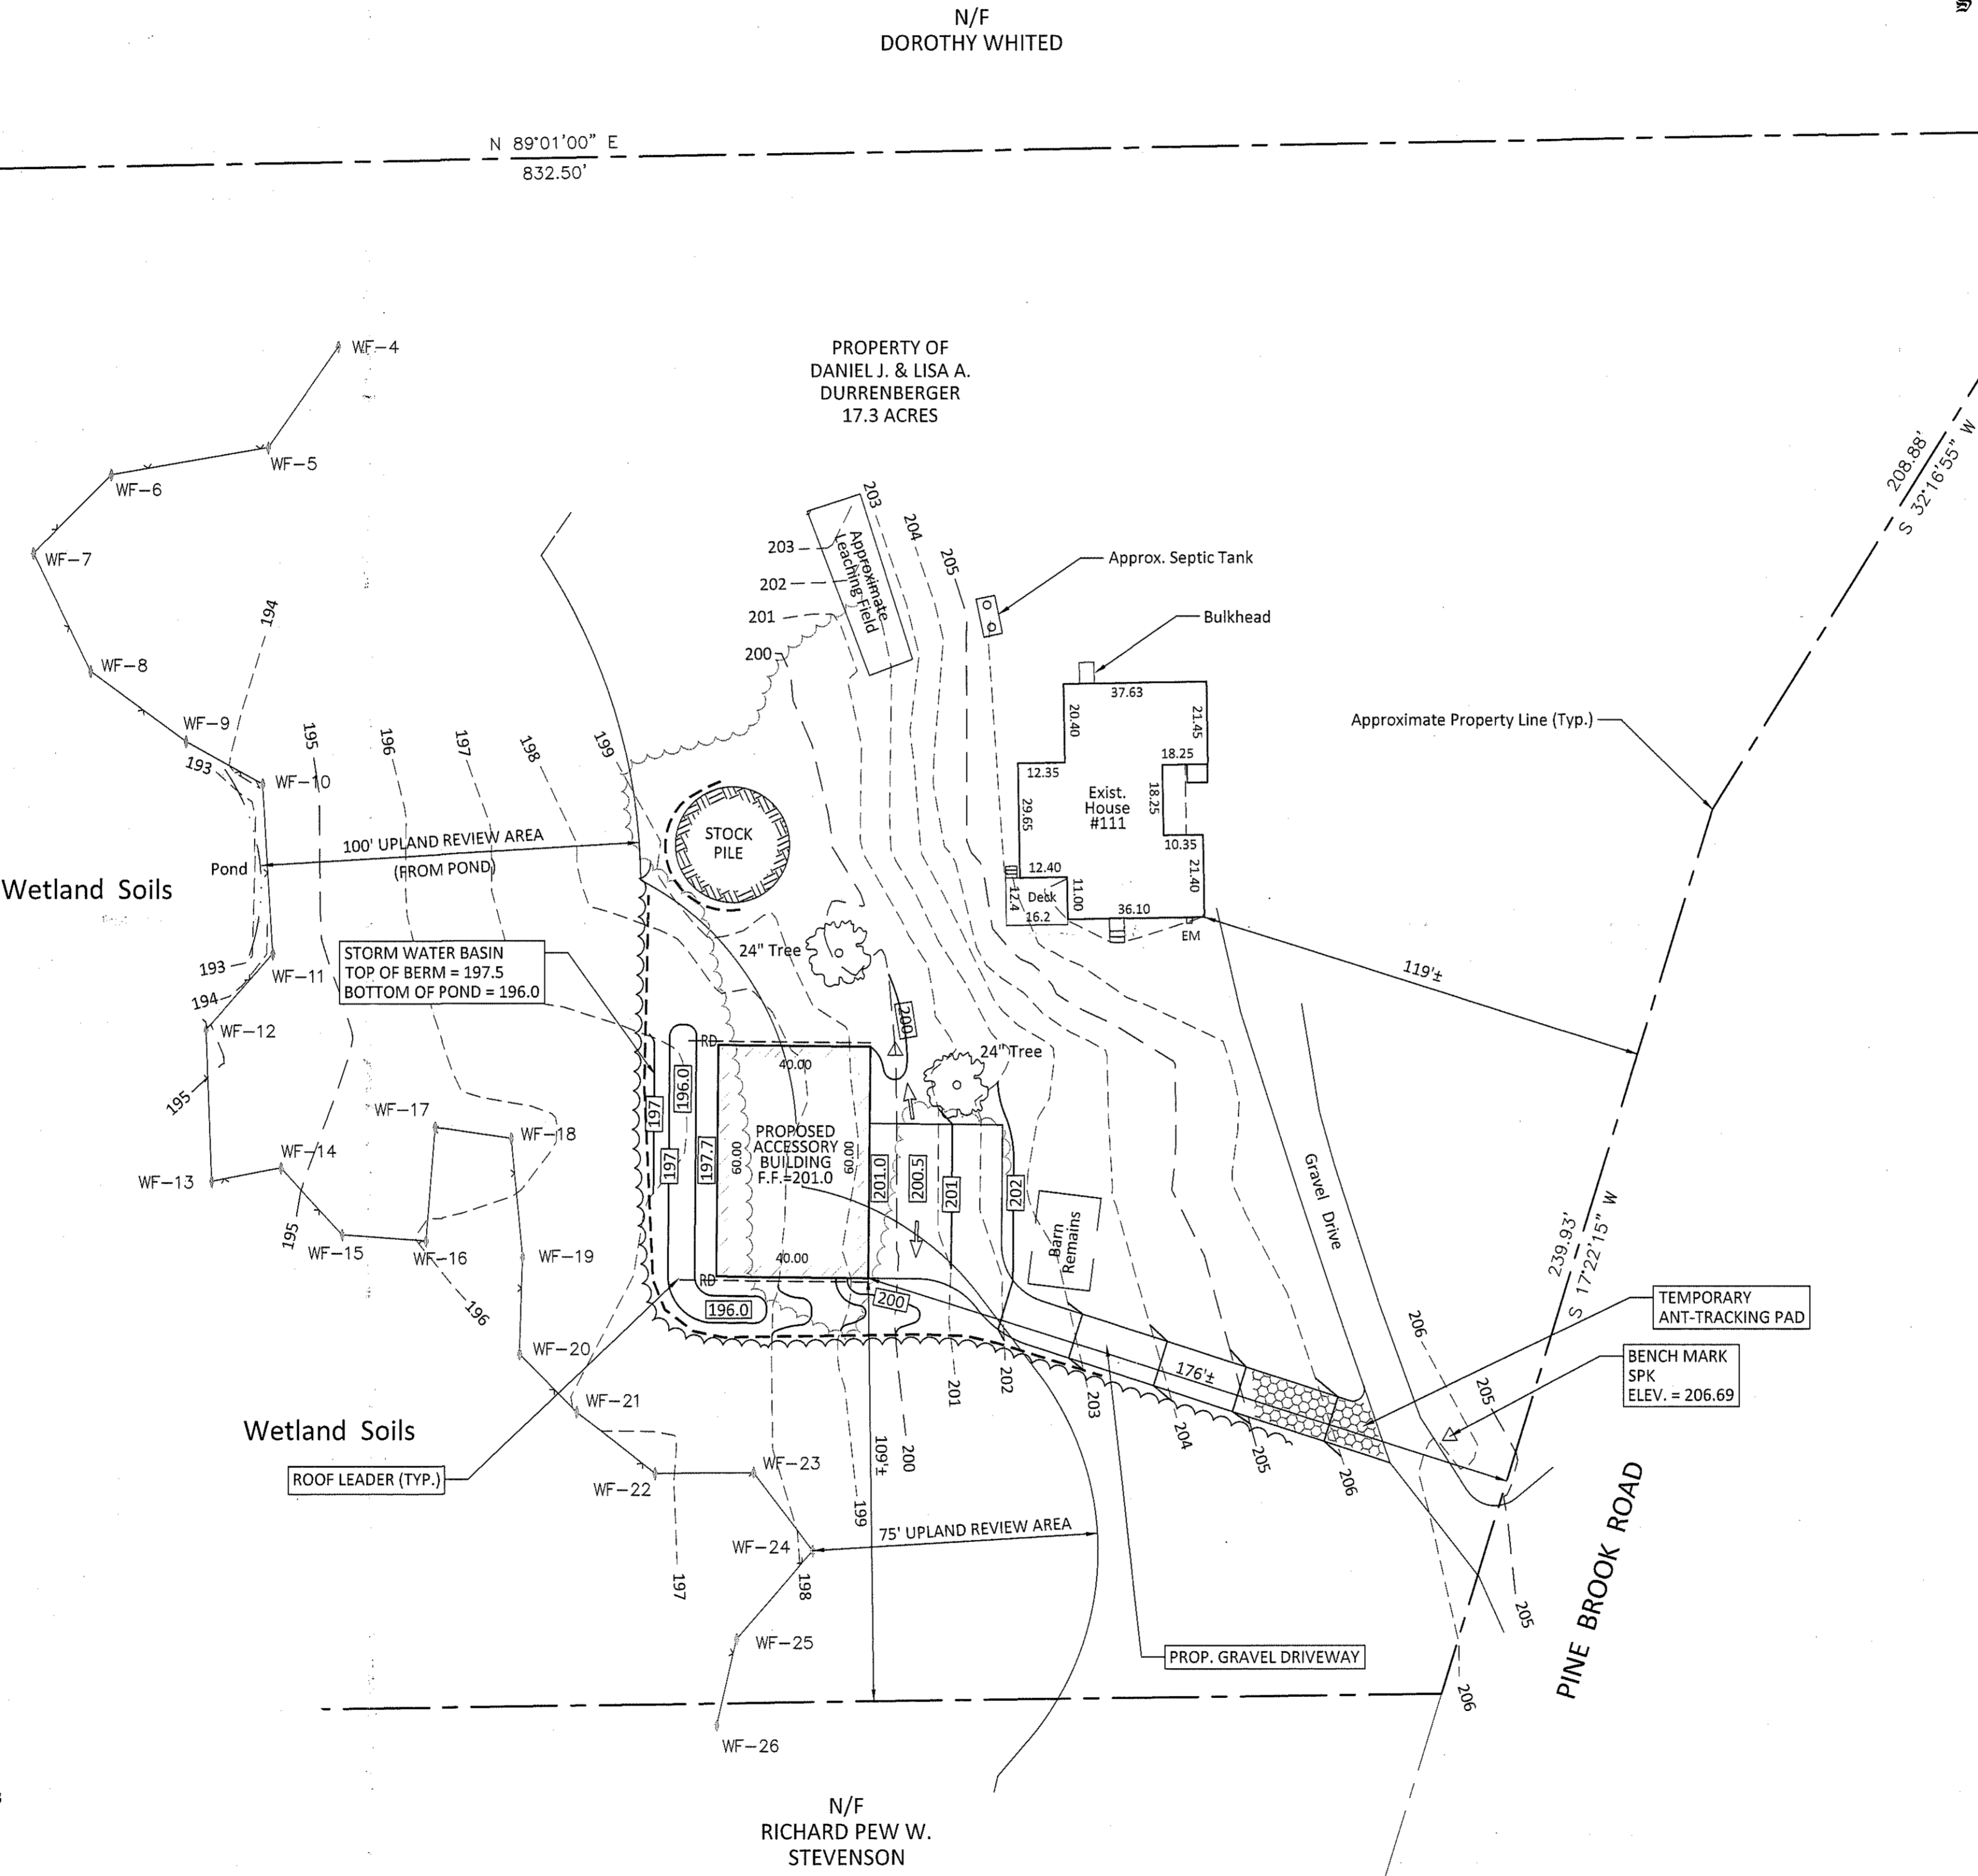 N/F
DOROTHY WHITED
N 89°01'00" E
832.50'
PROPERTY OF
DANIEL J. & LISA A.
DURRENBERGER
17.3 ACRES
WF-4
WF-5
WF-6
WF-7
WF-8
WF-9
WF-10
193
194
195
196
197
198
199
203
204
205
203
202
201
200
Approximate
Leaching Field
Approx. Septic Tank
Bulkhead
208.88'
S 32°16'55" W
Approximate Property Line (Typ.)
37.63
20.40
21.45
18.25
12.35
18.25
29.65
Exist.
House
#111
10.35
12.40
21.40
11.00
Deck
12.4
16.2
36.10
EM
119'±
STOCK
PILE
100' UPLAND REVIEW AREA
(FROM POND)
Pond
Wetland Soils
STORM WATER BASIN
TOP OF BERM = 197.5
BOTTOM OF POND = 196.0
24" Tree
193
WF-11
194
WF-12
195
WF-13
WF-14
195
WF-15
WF-16
196
WF-17
WF-18
WF-19
WF-20
WF-21
WF-22
WF-23
WF-24
WF-25
WF-26
200
24" Tree
RD
40.00
196.0
197
197
197.7
60.00
PROPOSED
ACCESSORY
BUILDING
F.F.=201.0
60.00
201.0
200.5
201
202
Barn
Remains
Gravel Drive
40.00
RD
196.0
200
239.93'
S 17°22'15" W
TEMPORARY
ANT-TRACKING PAD
BENCH MARK
SPK
ELEV. = 206.69
206
205
176'±
201
202
203
204
205
206
109'±
200
199
198
197
Wetland Soils
ROOF LEADER (TYP.)
75' UPLAND REVIEW AREA
205
206
PINE BROOK ROAD
PROP. GRAVEL DRIVEWAY
N/F
RICHARD PEW W.
STEVENSON